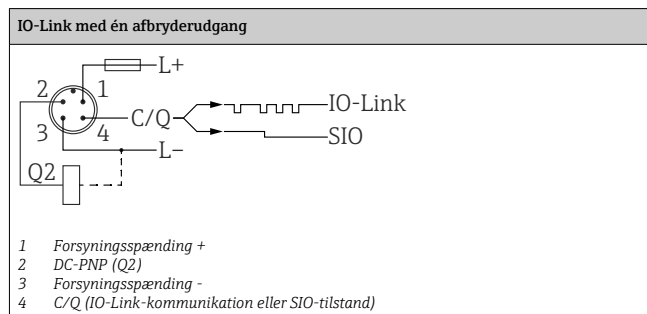 IO-Link med én afbryderudgang
L+
2 1
C/Q
IO-Link
3 4
SIO
L–
Q2
1 Forsyningsspænding +
2 DC-PNP (Q2)
3 Forsyningsspænding -
4 C/Q (IO-Link-kommunikation eller SIO-tilstand)